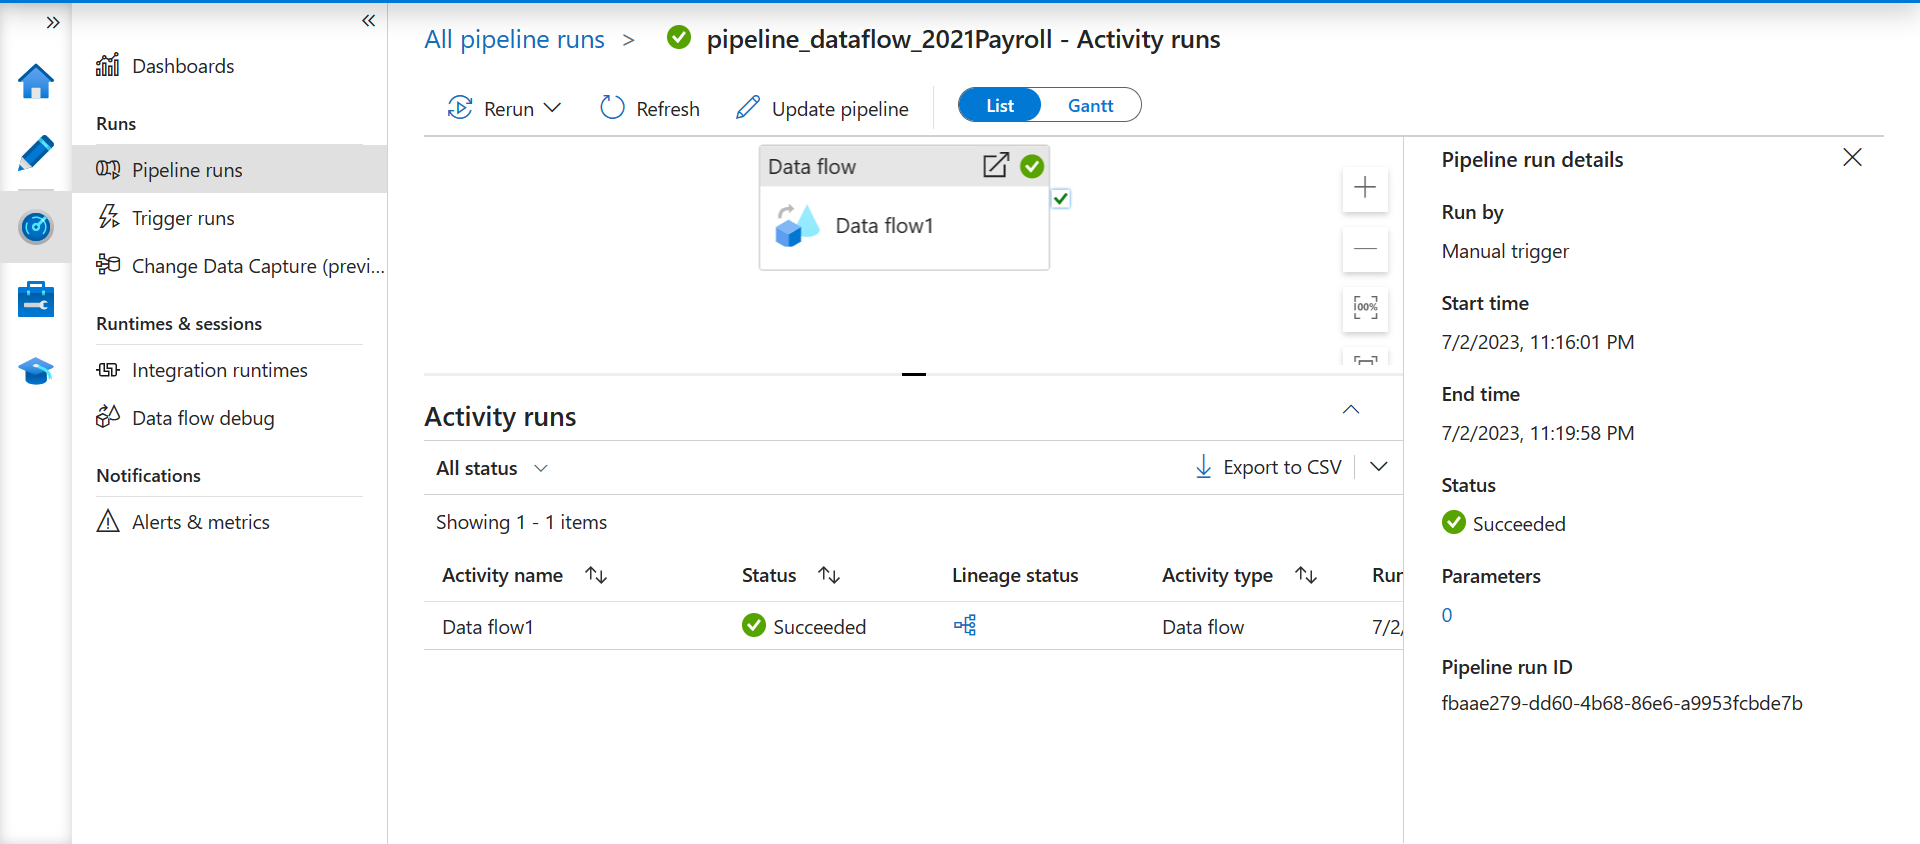 All pipeline runs > pipeline_dataflow_2021Payroll - Activity runs
Dashboards
Runs
Pipeline runs
Trigger runs
Change Data Capture (previ...
Runtimes & sessions
Integration runtimes
Data flow debug
Notifications
Alerts & metrics
Rerun
Refresh
Update pipeline
List
Gantt
Data flow
Data flow1
100%
Activity runs
All status
Export to CSV
Showing 1 - 1 items
Activity name Status Lineage status Activity type Run
Data flow1 Succeeded Data flow 7/2/
Pipeline run details
Run by
Manual trigger
Start time
7/2/2023, 11:16:01 PM
End time
7/2/2023, 11:19:58 PM
Status
Succeeded
Parameters
0
Pipeline run ID
fbaae279-dd60-4b68-86e6-a9953fcbde7b